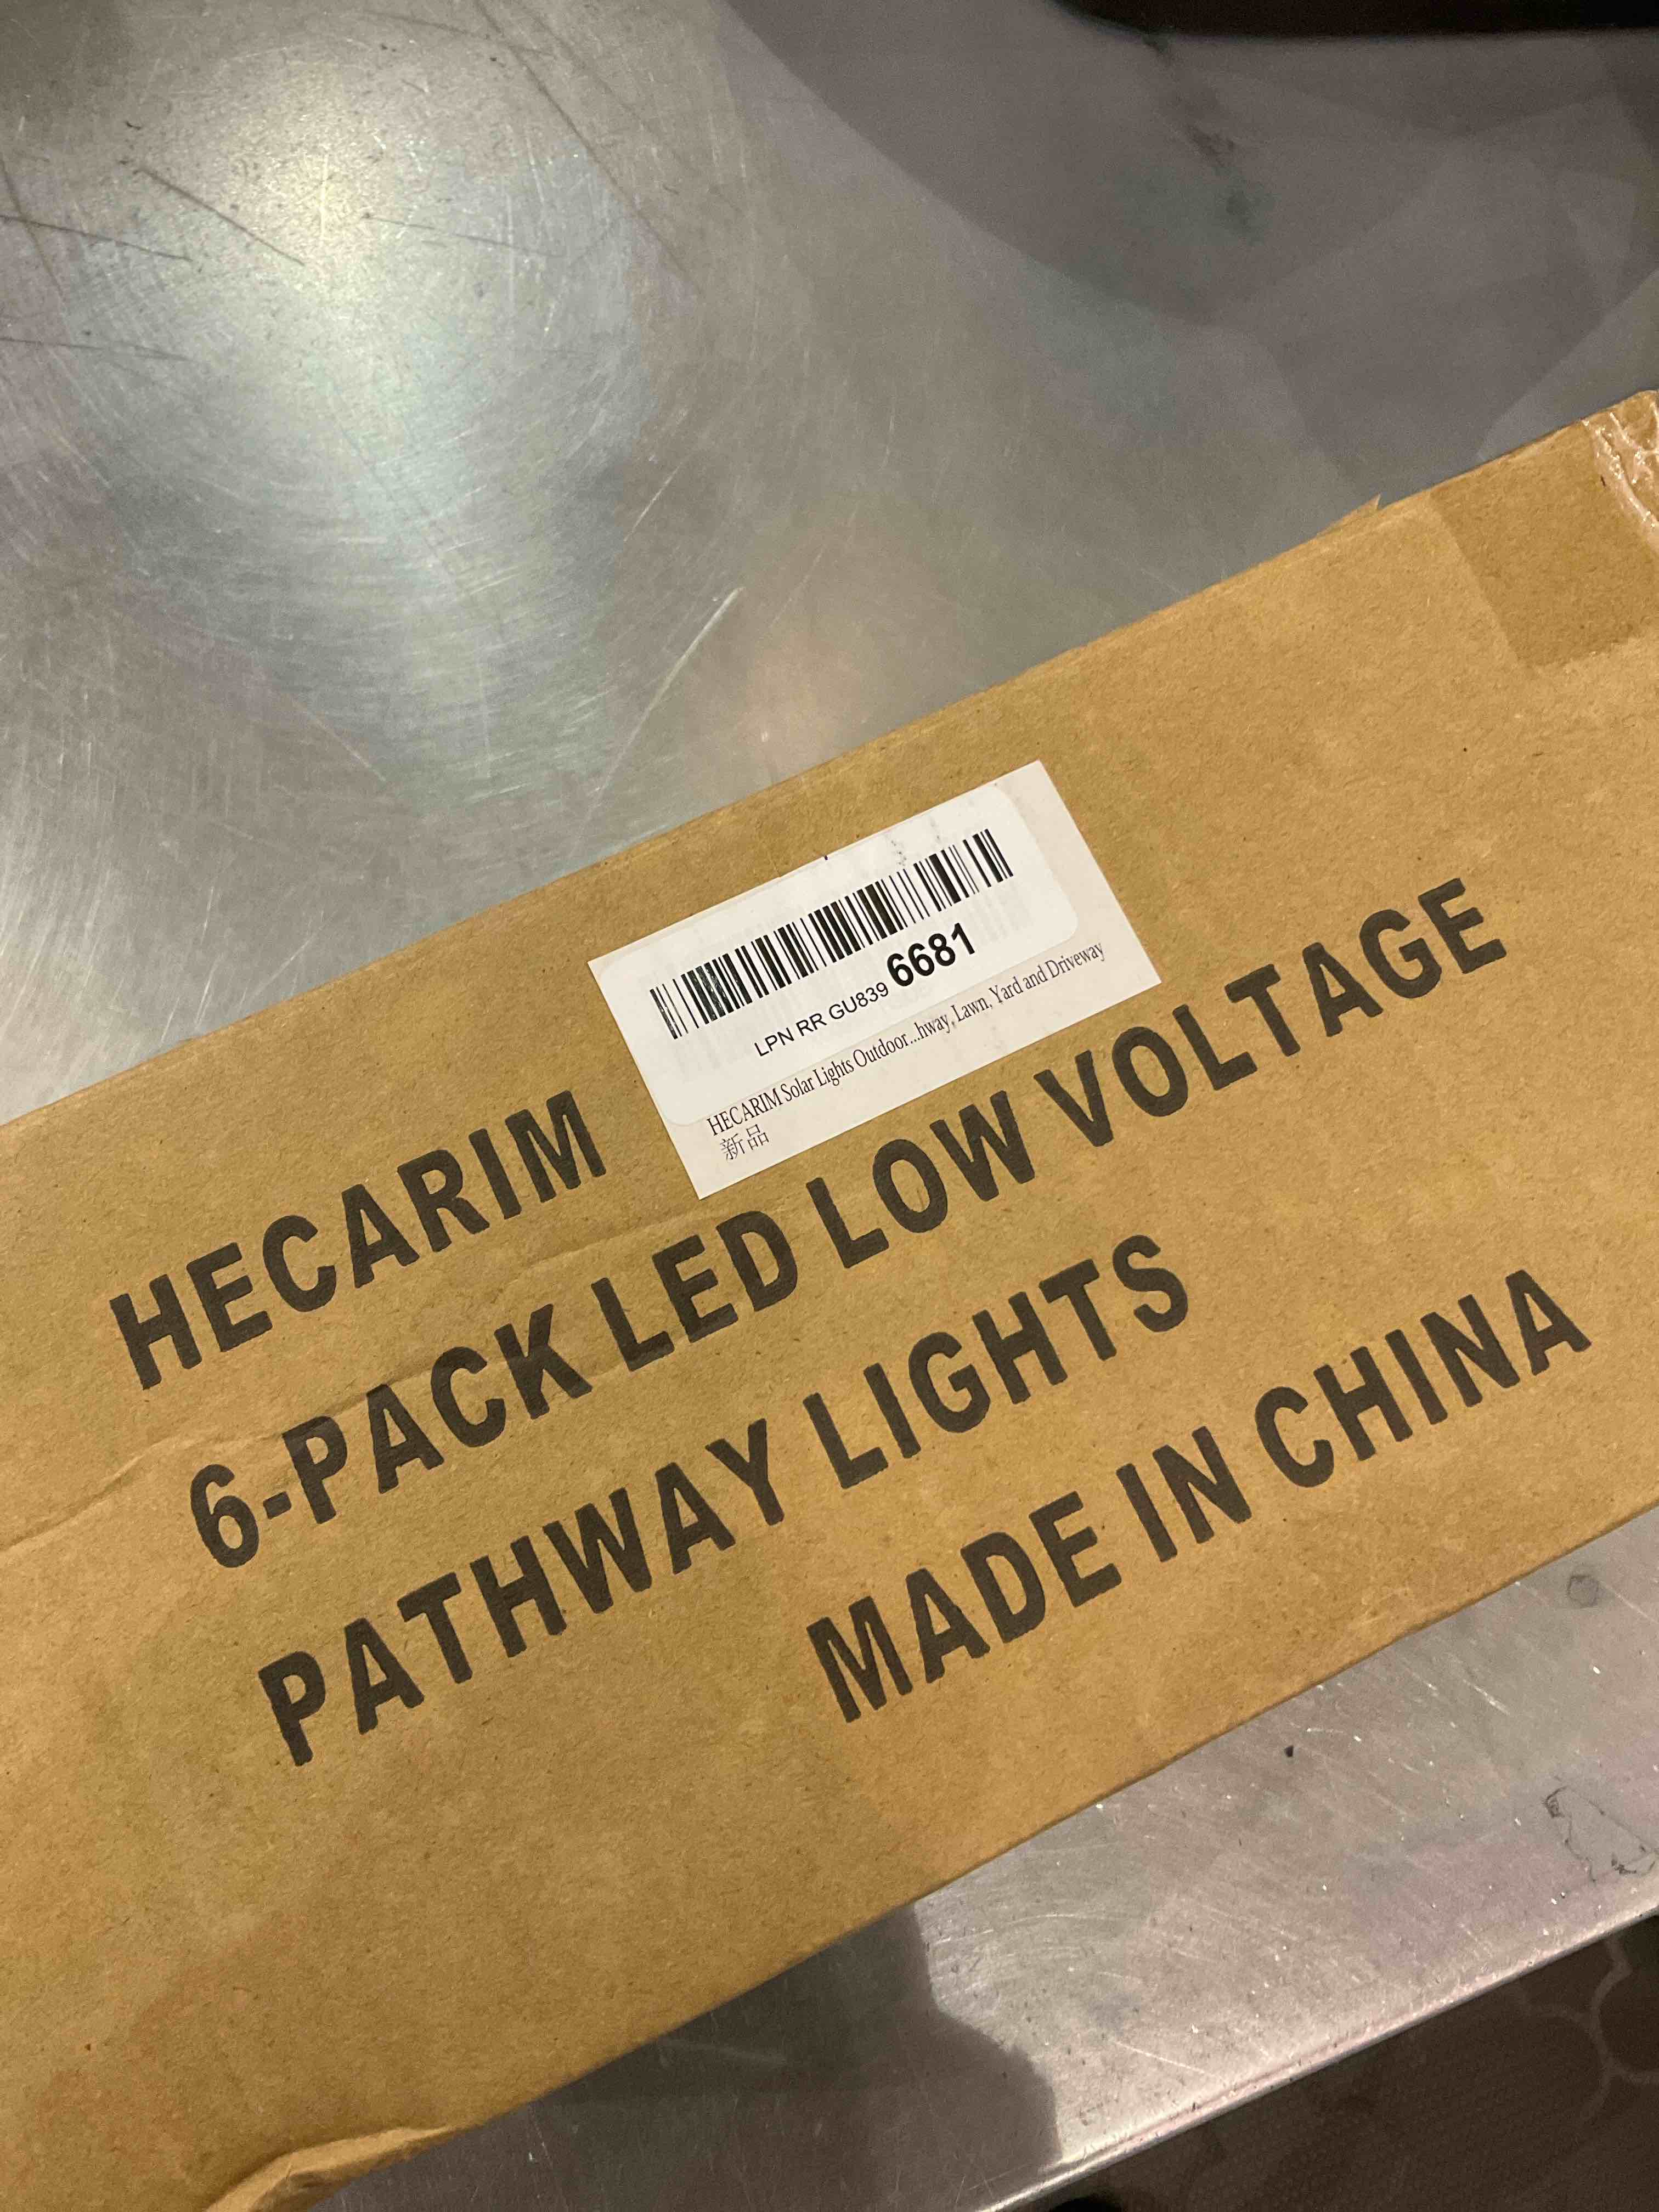 LPN RR GU839 6681
HECARIM Solar Lights Outdoor...hway, Lawn, Yard and Driveway
新品
HECARIM
6-PACK LED LOW VOLTAGE
PATHWAY LIGHTS
MADE IN CHINA